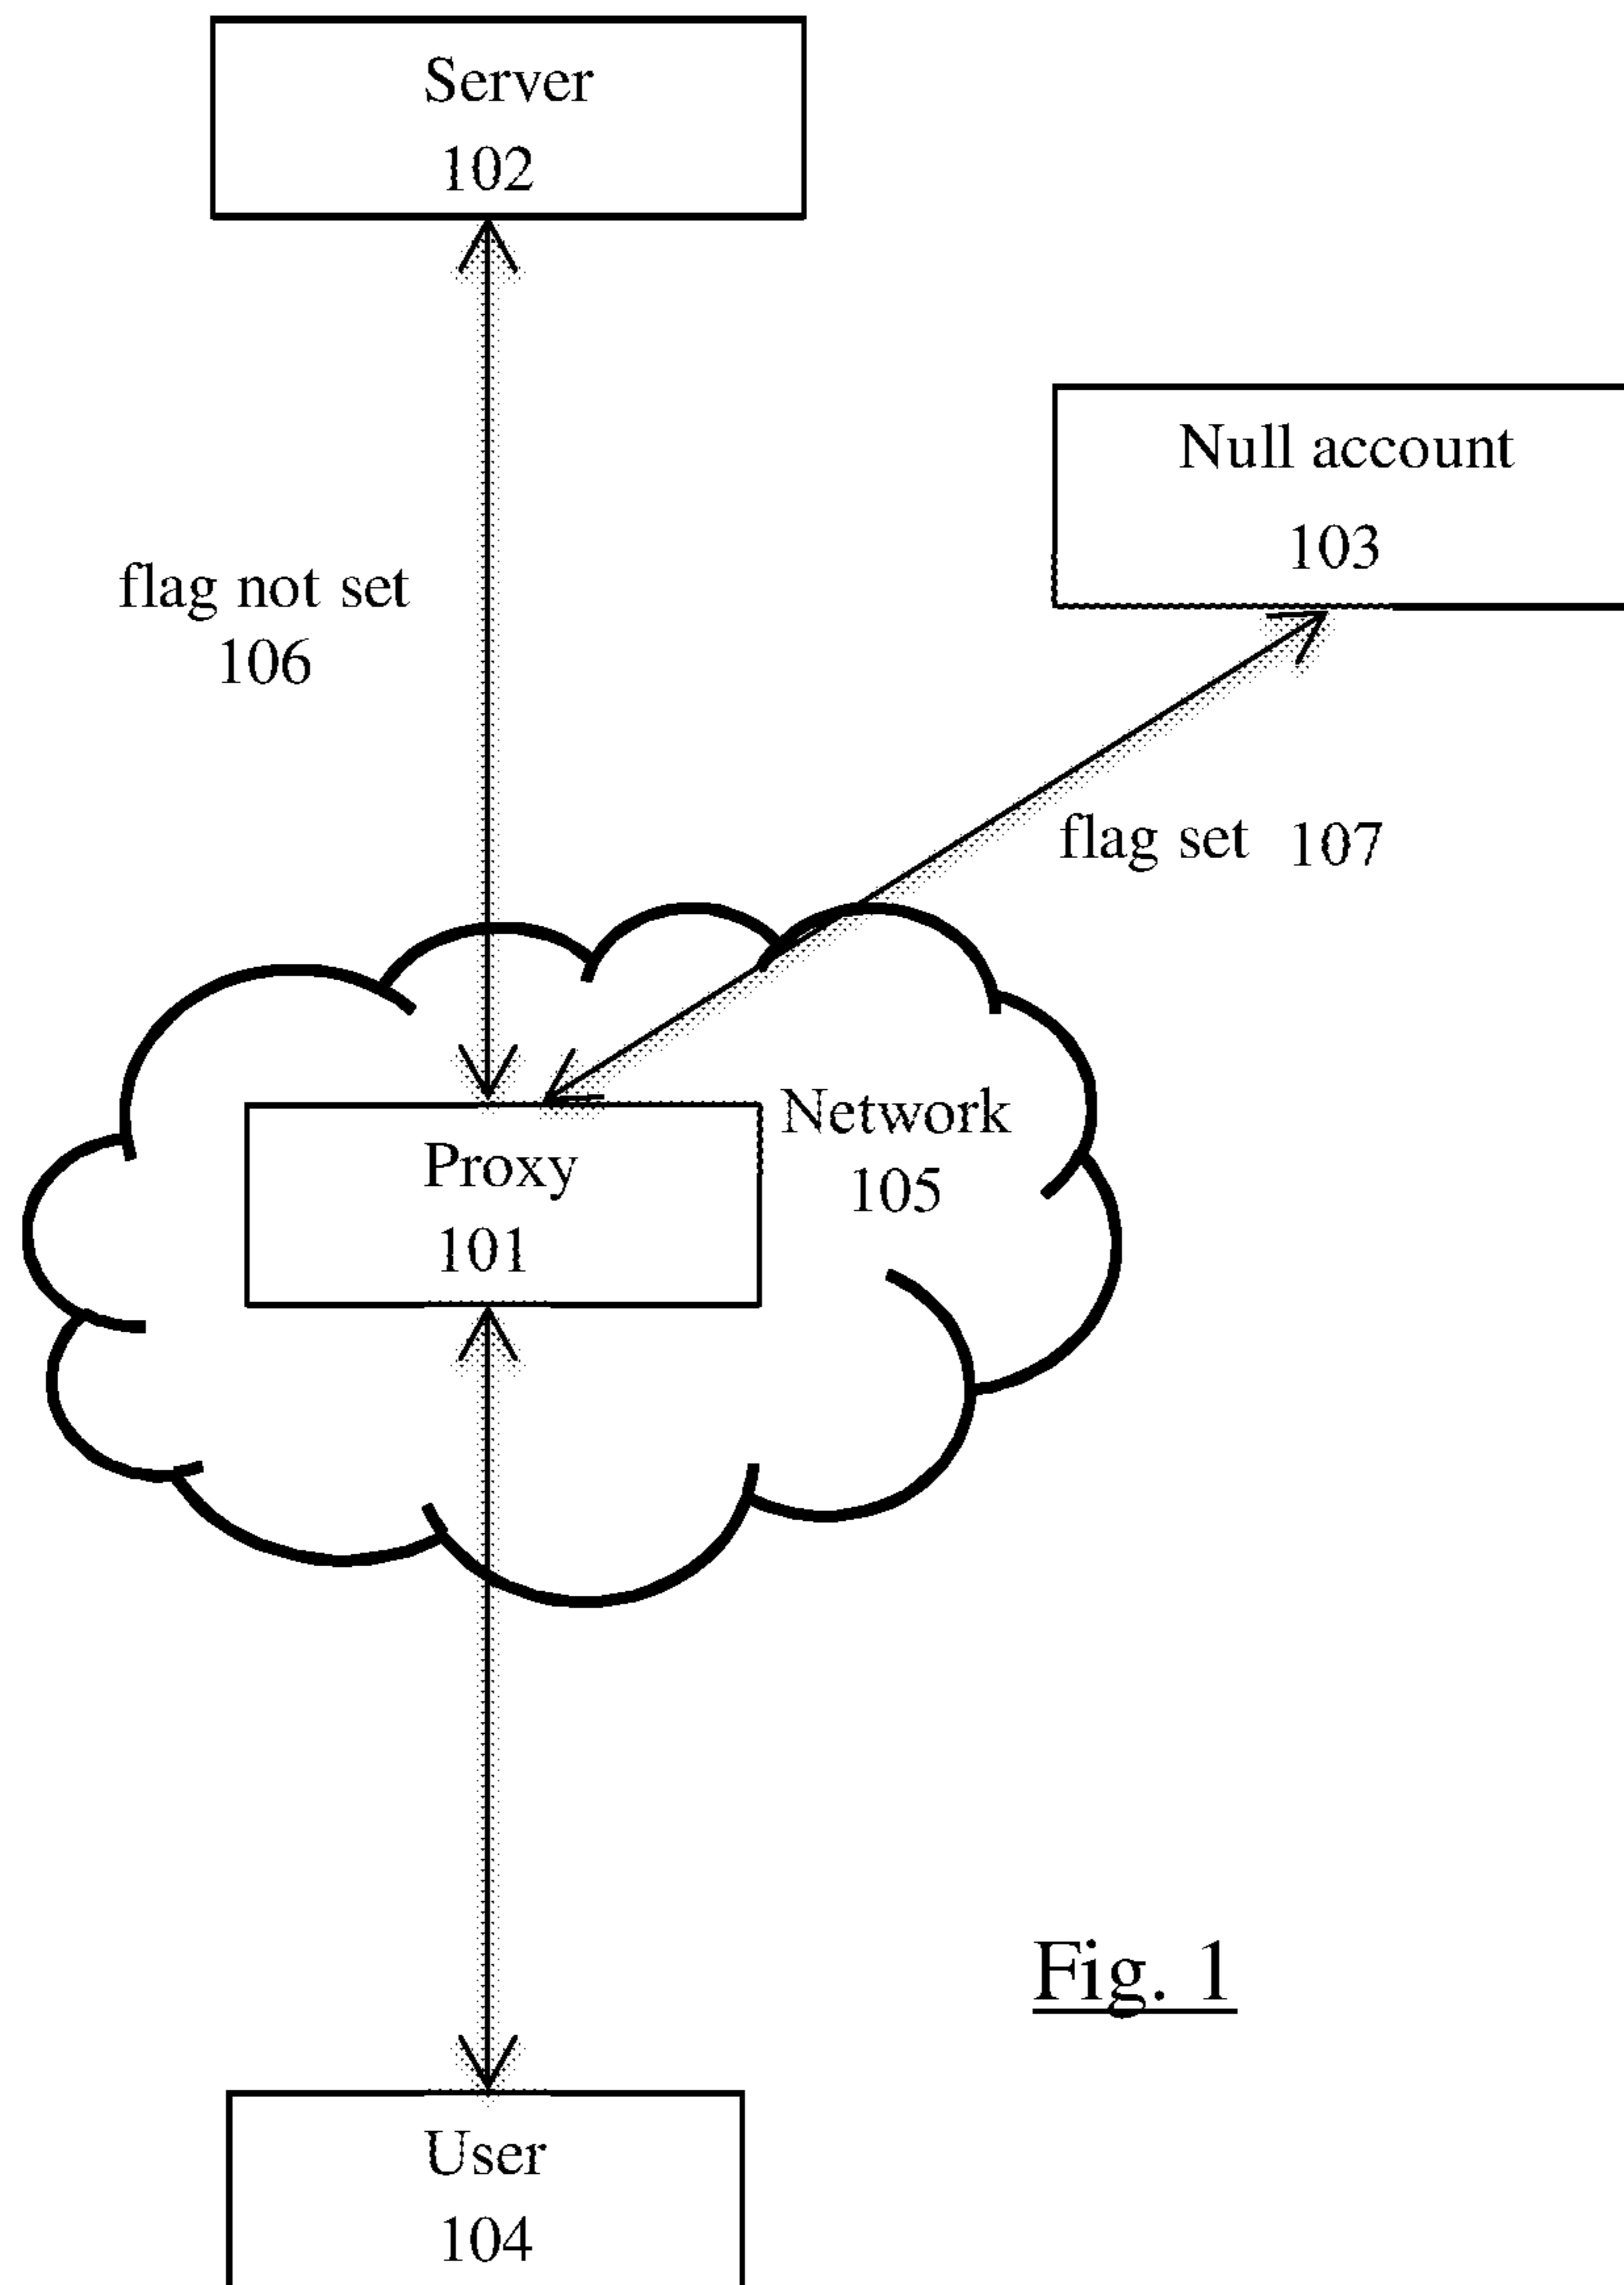 Server
102
Null account
103
flag not set
106
flag set 107
Network
105
Proxy
101
Fig. 1
User
104